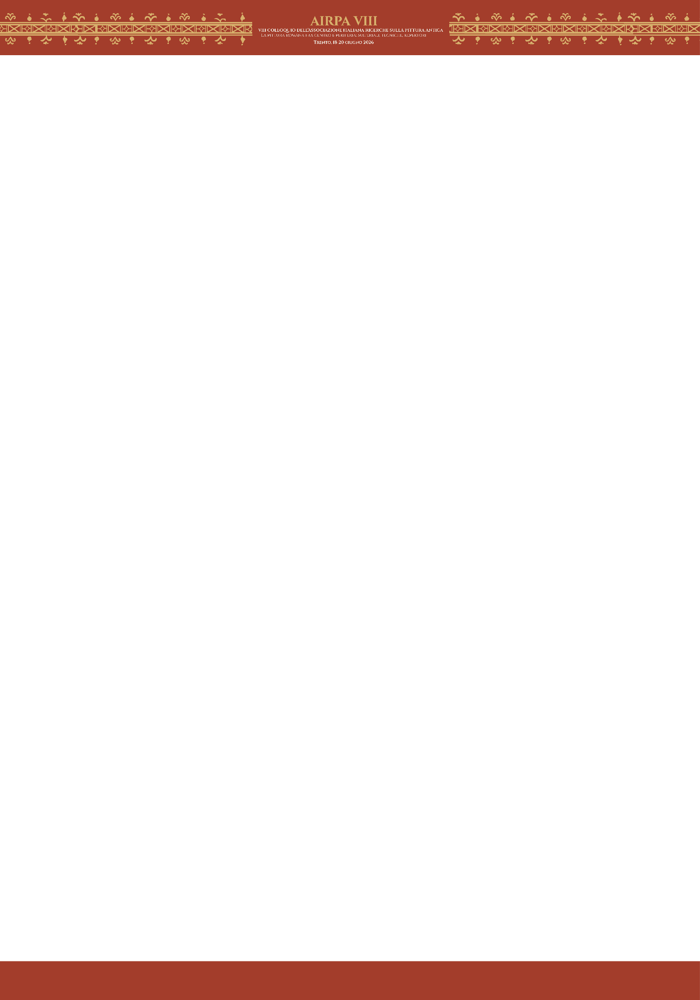 AIRPA VIII
VIII COLLOQUIO DELL'ASSOCIAZIONE ITALIANA RICERCHE SULLA PITTURA ANTICA
LA PITTURA ROMANA FRA CENTRO E PERIFERIA: MATERIALI, TECNICHE, REPERTORI
TRENTO, 18-20 GIUGNO 2026